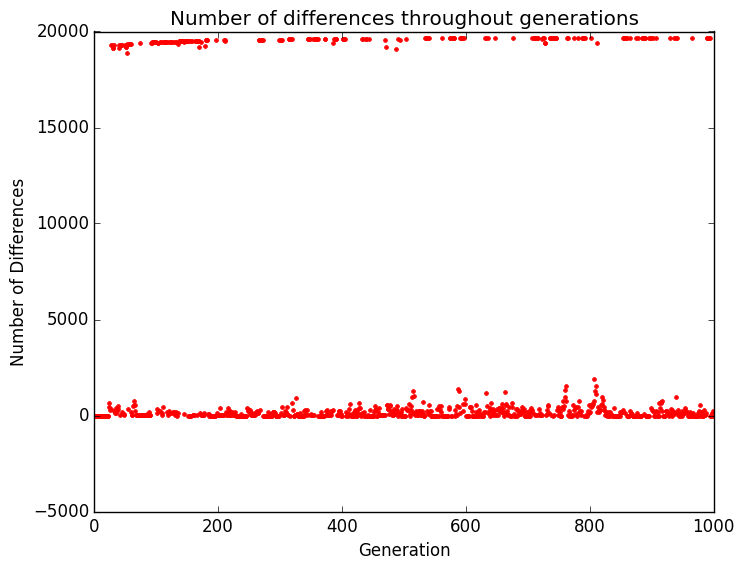 Number of differences throughout generations
20000
15000
10000
5000
0
−5000
Number of Differences
0 200 400 600 800 1000
Generation